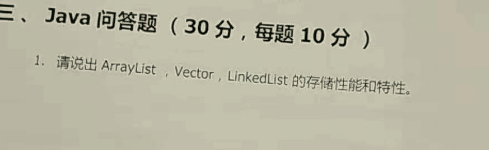 三、Java 问答题（30 分，每题 10 分 ）
1. 请说出 ArrayList ，Vector，LinkedList 的存储性能和特性。